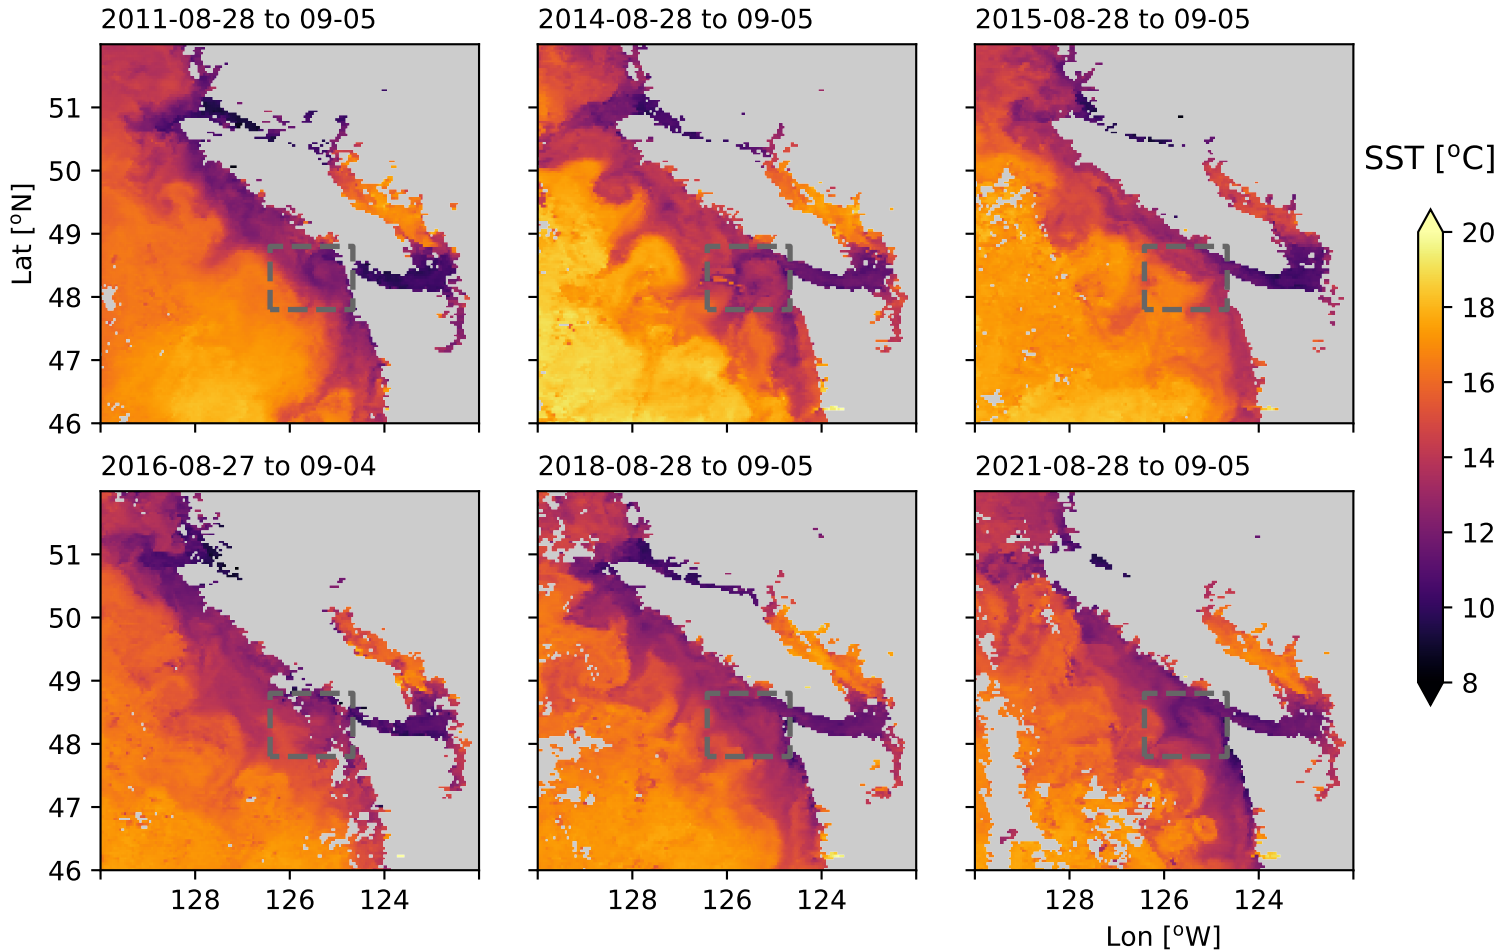 2011-08-28 to 09-05
2014-08-28 to 09-05
2015-08-28 to 09-05
Lat [°N]
51
50
49
48
47
46
SST [°C]
20
18
16
14
12
10
8
2016-08-27 to 09-04
2018-08-28 to 09-05
2021-08-28 to 09-05
51
50
49
48
47
46
128 126 124
128 126 124
128 126 124
Lon [°W]